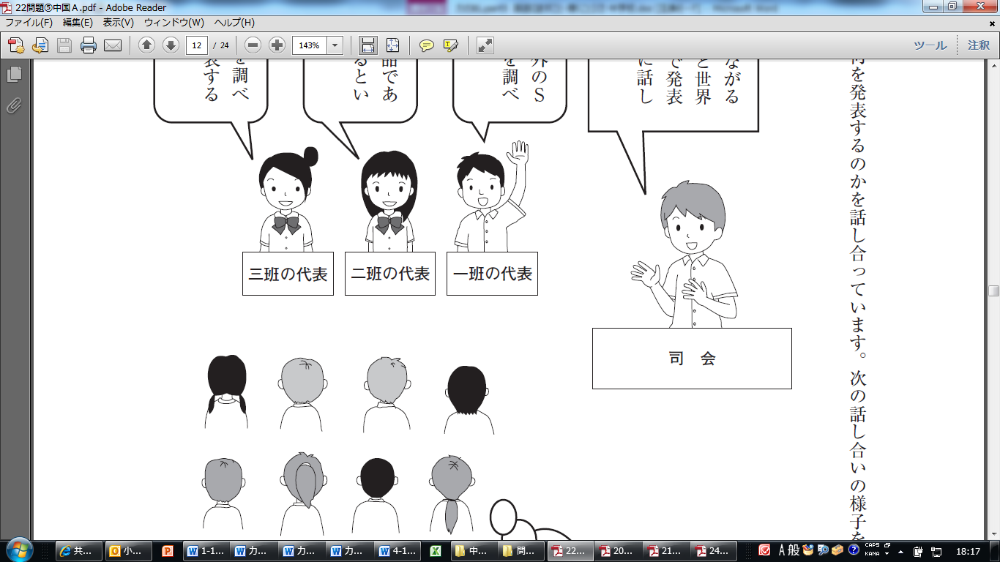 22問題⑤中国A.pdf - Adobe Reader
ファイル(F) 編集(E) 表示(V) ウィンドウ(W) ヘルプ(H)
12 / 24
143%
ツール
注釈
を発表するのかを話し合っています。次の話し合いの様子を
ながる
と世界
で発表
に話し
外のS
を調べ
話であ
るとい
を調べ
表する
三班の代表
二班の代表
一班の代表
司 会
共...
小...
1-1...
力...
力...
力...
4-1...
中...
問...
22...
20...
21...
24...
A 般
CAPS
KANA
18:17